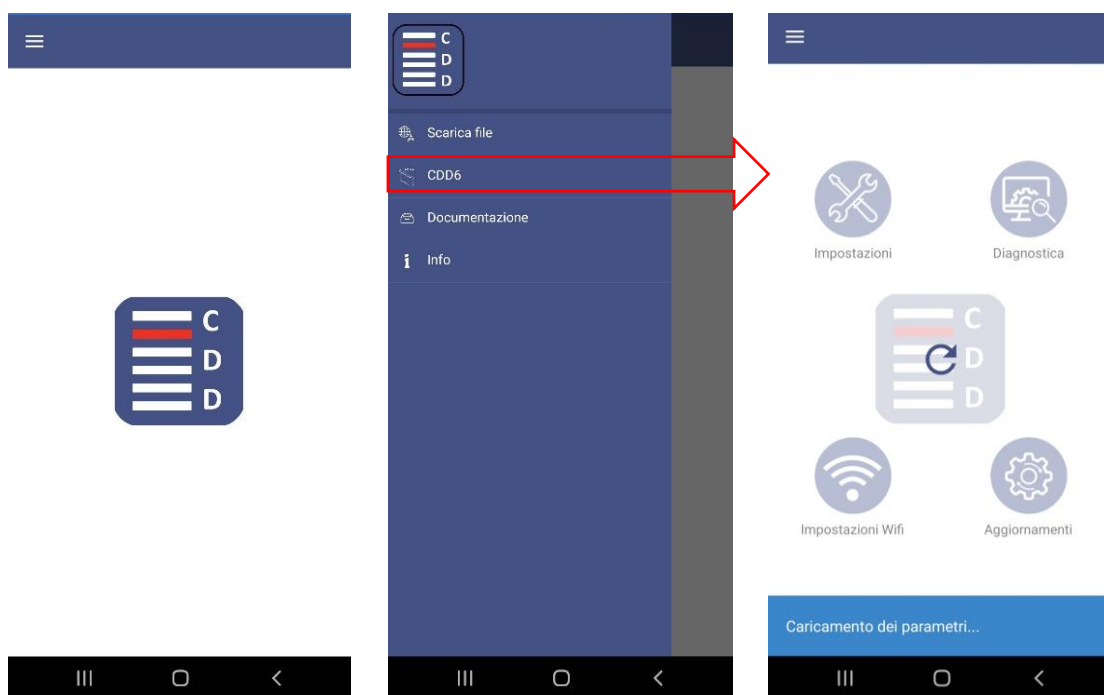 C
D
D
C
D
D
Scarica file
CDD6
Documentazione
Info
Impostazioni
Diagnostica
C
D
D
Impostazioni Wifi
Aggiornamenti
Caricamento dei parametri...